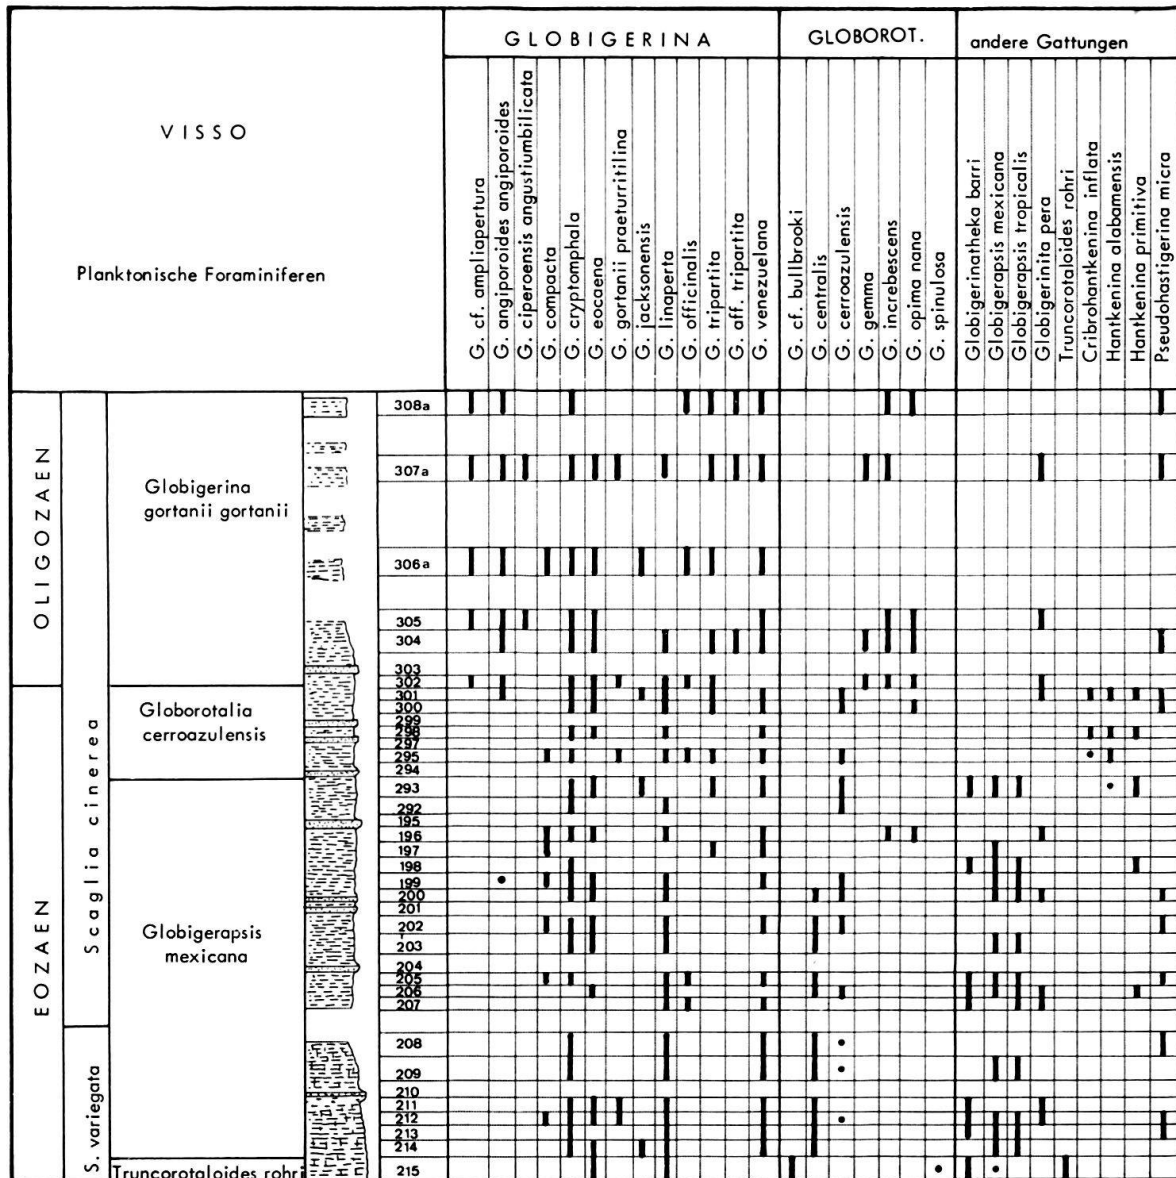 VISSO
Planktonische Foraminiferen
GLOBIGERINA
GLOBOROT.
andere Gattungen
G. cf. ampliapertura
G. angiporoides angiporoides
G. ciperoensis angustiumbilicata
G. compacta
G. cryptomphala
G. eocaena
G. gortanii praeturritilina
G. jacksonensis
G. linaperta
G. officinalis
G. tripartita
G. aff. tripartita
G. venezuelana
G. cf. bullbrooki
G. centralis
G. cerroazulensis
G. gemma
G. increbescens
G. opima nana
G. spinulosa
Globigerinatheka barri
Globigerapsis mexicana
Globigerapsis tropicalis
Globigerinita pera
Truncorotaloides rohri
Cribrohantkenina inflata
Hantkenina alabamensis
Hantkenina primitiva
Pseudohastigerina micra
OLIGOZAEN
EOZAEN
Scaglia cinerea
S. variegata
Globigerina
gortanii gortanii
Globorotalia
cerroazulensis
Globigerapsis
mexicana
Truncorotaloides rohri
308a
307a
306a
305
304
303
302
301
300
299
298
297
295
294
293
292
195
196
197
198
199
200
201
202
203
204
205
206
207
208
209
210
211
212
213
214
215